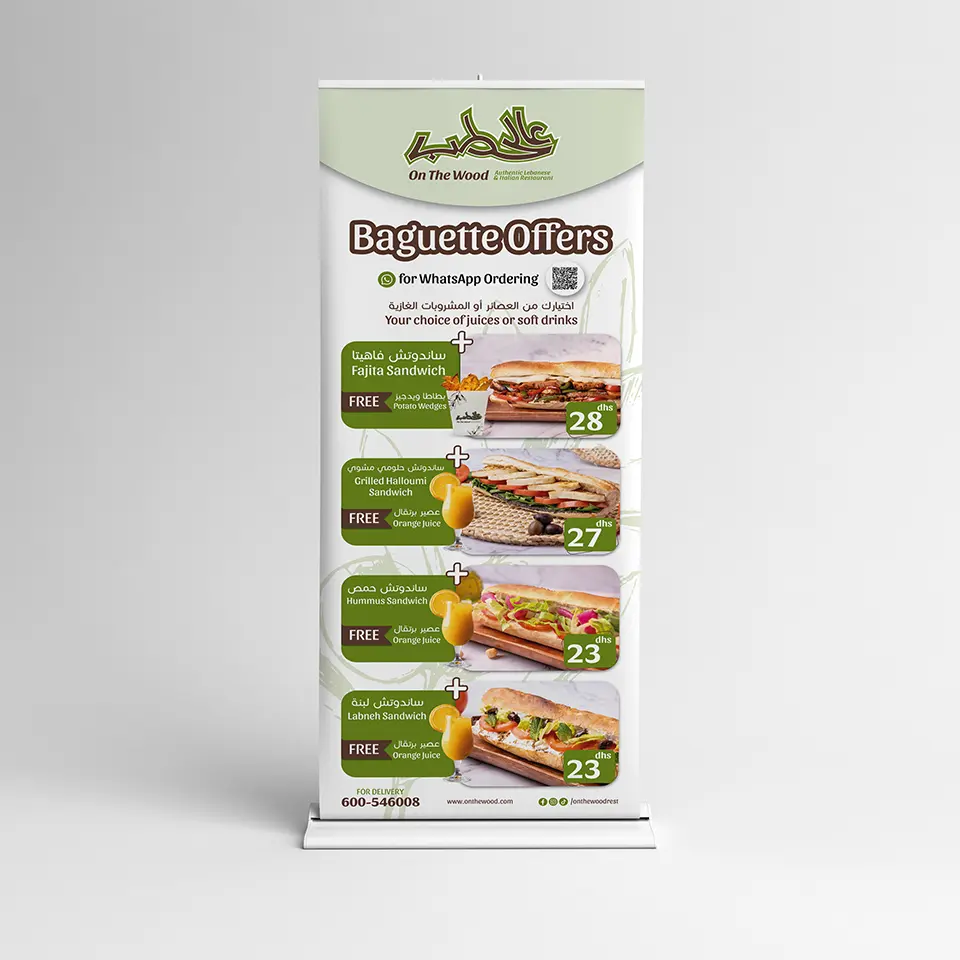 على حطب
On The Wood
Authentic Lebanese
& Italian Restaurant
Baguette Offers
for WhatsApp Ordering
اختيارك من العصائر أو المشروبات الغازية
Your choice of juices or soft drinks
ساندوتش فاهيتا
Fajita Sandwich
FREE
بطاطا ويدجيز
Potato Wedges
28 dhs
ساندوتش حلومي مشوي
Grilled Halloumi
Sandwich
FREE
عصير برتقال
Orange Juice
27 dhs
ساندوتش حمص
Hummus Sandwich
FREE
عصير برتقال
Orange Juice
23 dhs
ساندوتش لبنة
Labneh Sandwich
FREE
عصير برتقال
Orange Juice
23 dhs
FOR DELIVERY
600-546008
www.onthewood.com
/onthewoodrest